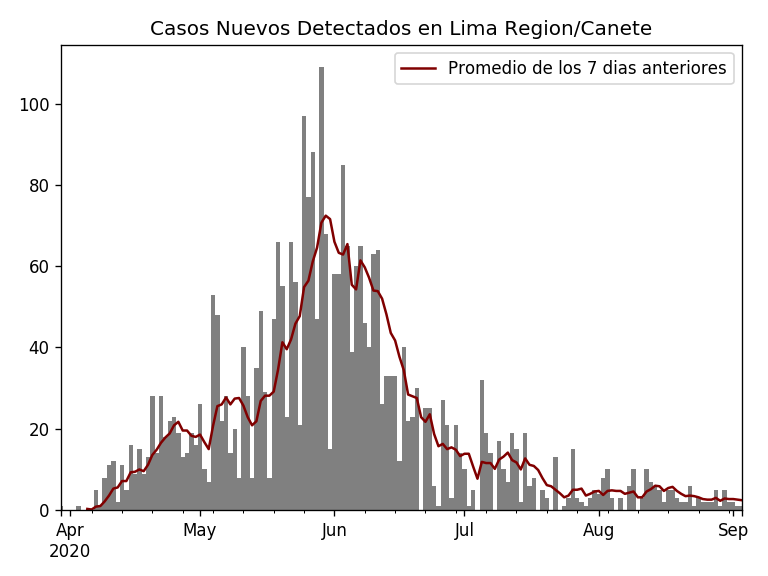 Casos Nuevos Detectados en Lima Region/Canete
Promedio de los 7 dias anteriores
100
80
60
40
20
0
Apr May Jun Jul Aug Sep
2020